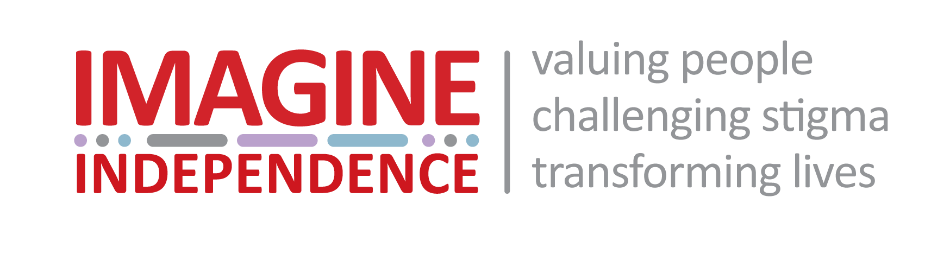 IMAGINE
INDEPENDENCE
valuing people
challenging stigma
transforming lives